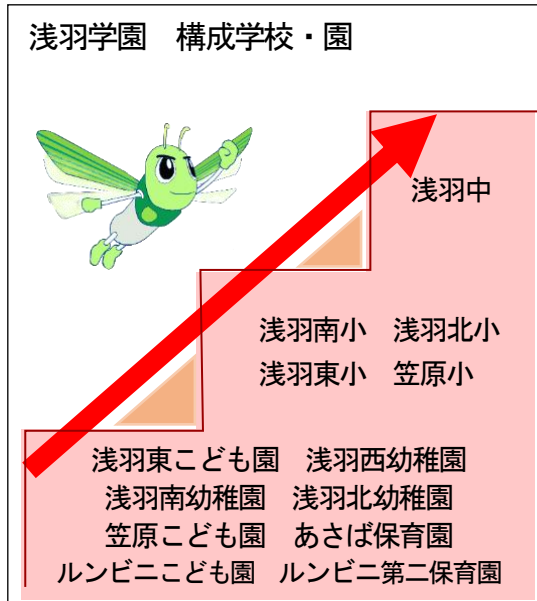 浅羽学園　構成学校・園
浅羽中
浅羽南小　浅羽北小
浅羽東小　笠原小
浅羽東こども園　浅羽西幼稚園
浅羽南幼稚園　浅羽北幼稚園
笠原こども園　あさば保育園
ルンビニこども園　ルンビニ第二保育園